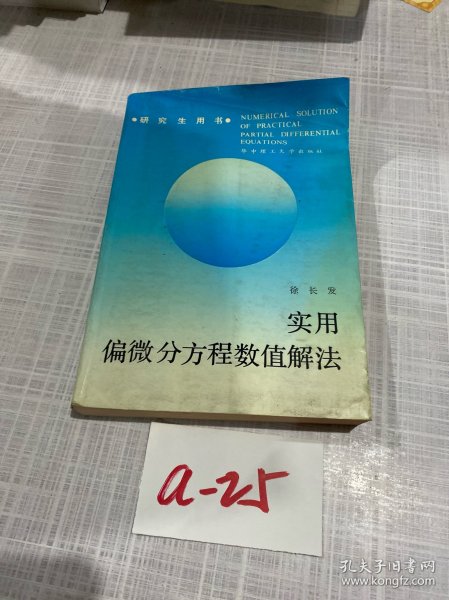 ●研究生用书●
NUMERICAL SOLUTION
OF PRACTICAL
PARTIAL DIFFERENTIAL
EQUATIONS
华中理工大学出版社
徐长发
实用
偏微分方程数值解法
a-25
孔夫子旧书网
www.kongfz.com